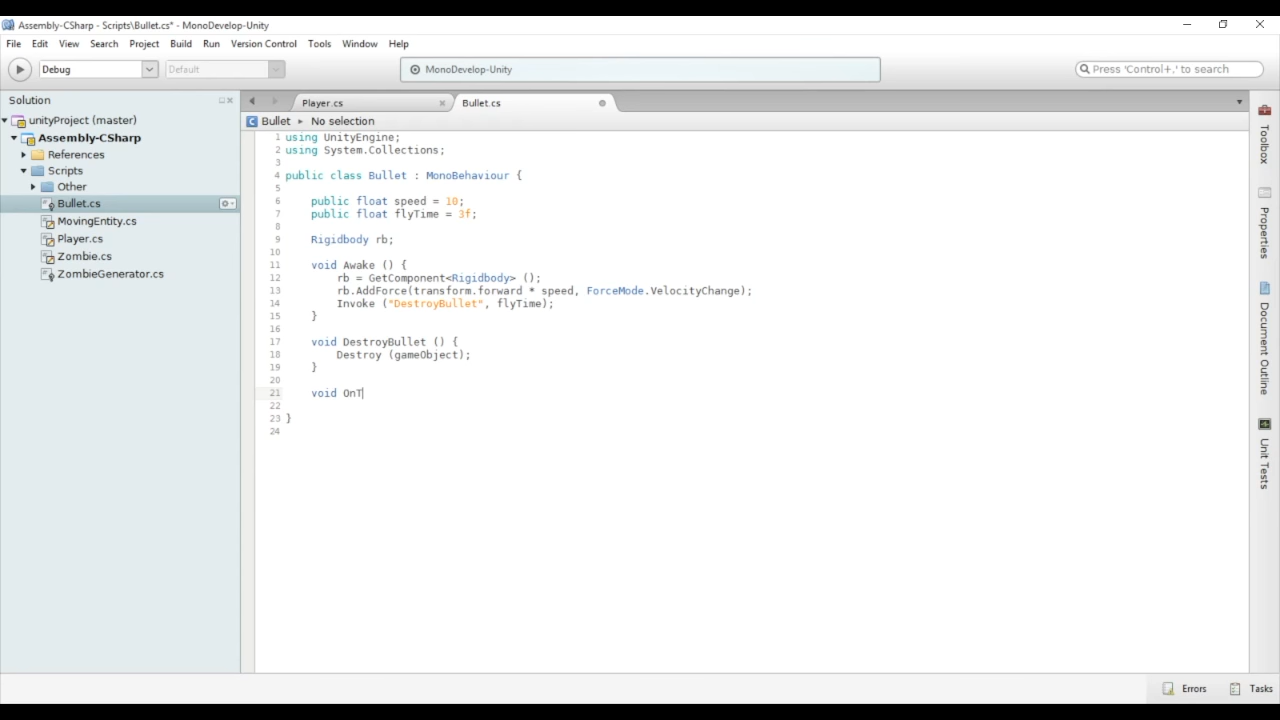 Assembly-CSharp - Scripts\Bullet.cs* - MonoDevelop-Unity
File Edit View Search Project Build Run Version Control Tools Window Help
Debug Default MonoDevelop-Unity Press 'Control+,' to search
Solution
Player.cs Bullet.cs
Bullet ▸ No selection
unityProject (master)
Assembly-CSharp
References
Scripts
Other
Bullet.cs
MovingEntity.cs
Player.cs
Zombie.cs
ZombieGenerator.cs
1 using UnityEngine;
2 using System.Collections;
3
4 public class Bullet : MonoBehaviour {
5
6 public float speed = 10;
7 public float flyTime = 3f;
8
9 Rigidbody rb;
10
11 void Awake () {
12 rb = GetComponent<Rigidbody> ();
13 rb.AddForce(transform.forward * speed, ForceMode.VelocityChange);
14 Invoke ("DestroyBullet", flyTime);
15 }
16
17 void DestroyBullet () {
18 Destroy (gameObject);
19 }
20
21 void OnT
22
23 }
24
Toolbox
Properties
Document Outline
Unit Tests
Errors Tasks